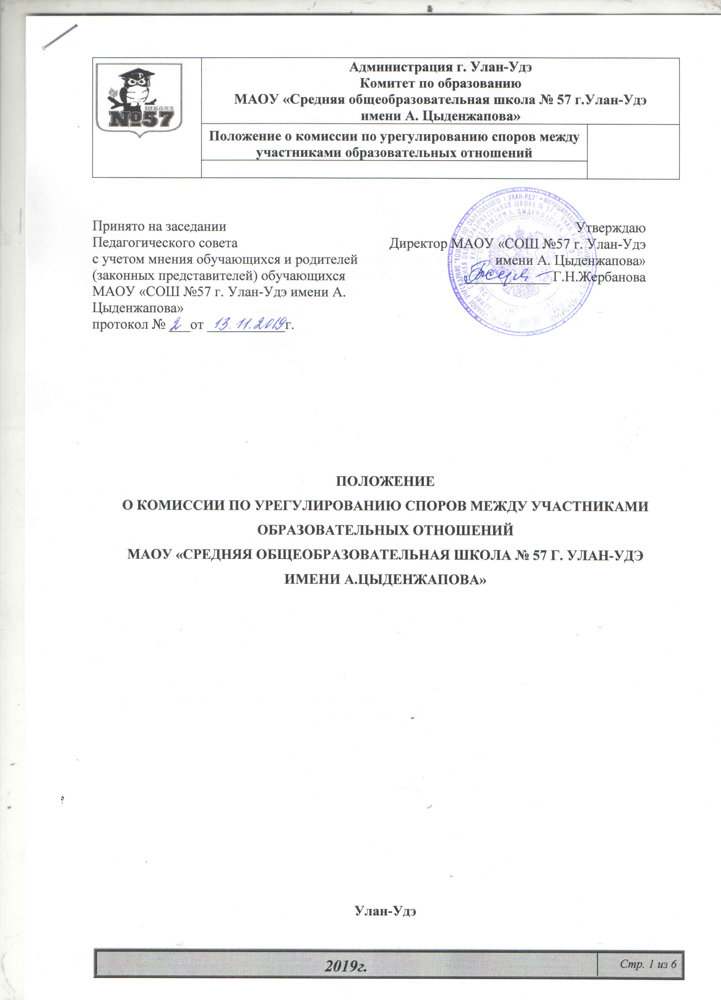 школа
№57
Администрация г. Улан-Удэ
Комитет по образованию
МАОУ «Средняя общеобразовательная школа № 57 г.Улан-Удэ
имени А. Цыденжапова»
Положение о комиссии по урегулированию споров между
участниками образовательных отношений
Принято на заседании
Педагогического совета
с учетом мнения обучающихся и родителей
(законных представителей) обучающихся
МАОУ «СОШ №57 г. Улан-Удэ имени А.
Цыденжапова»
протокол № 2 от 13.11.2019г.
Утверждаю
Директор МАОУ «СОШ №57 г. Улан-Удэ
имени А. Цыденжапова»
Г.Н.Жербанова
ПОЛОЖЕНИЕ
О КОМИССИИ ПО УРЕГУЛИРОВАНИЮ СПОРОВ МЕЖДУ УЧАСТНИКАМИ
ОБРАЗОВАТЕЛЬНЫХ ОТНОШЕНИЙ
МАОУ «СРЕДНЯЯ ОБЩЕОБРАЗОВАТЕЛЬНАЯ ШКОЛА № 57 Г. УЛАН-УДЭ
ИМЕНИ А.ЦЫДЕНЖАПОВА»
Улан-Удэ
2019г.
Стр. 1 из 6